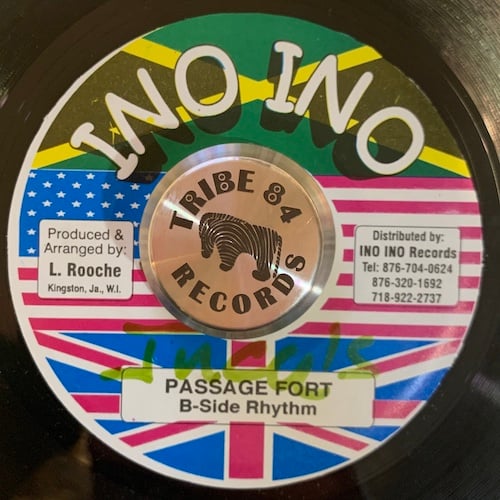 INO INO
TRIBE 84
RECORDS
Produced &
Arranged by:
L. Rooche
Kingston, Ja., W.I.
Distributed by:
INO INO Records
Tel: 876-704-0624
876-320-1692
718-922-2737
PASSAGE FORT
B-Side Rhythm